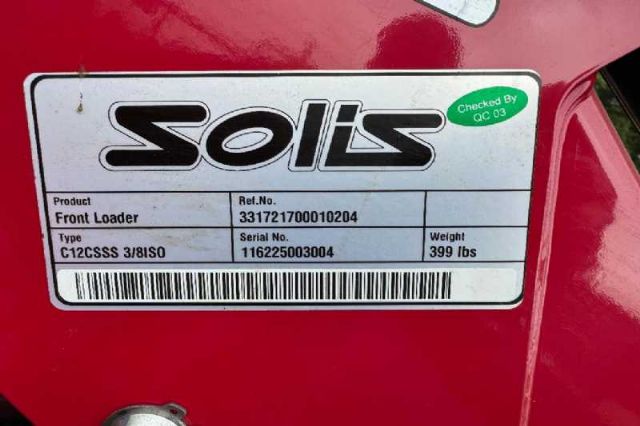 Solis
Checked By
QC 03
Product
Front Loader
Ref.No.
331721700010204
Type
C12CSSS 3/8ISO
Serial No.
116225003004
Weight
399 lbs